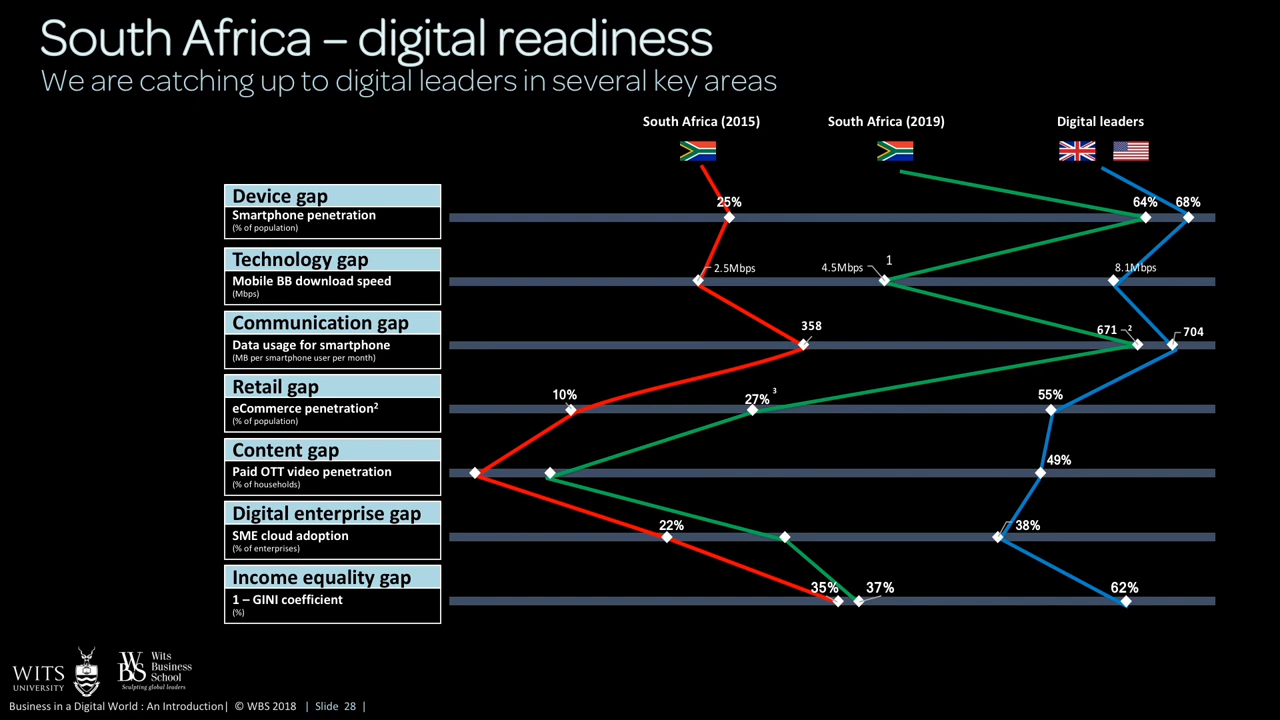 South Africa – digital readiness
We are catching up to digital leaders in several key areas
South Africa (2015)
South Africa (2019)
Digital leaders
Device gap
Smartphone penetration
(% of population)
25%
64%
68%
Technology gap
Mobile BB download speed
(Mbps)
2.5Mbps
4.5Mbps
1
8.1Mbps
Communication gap
Data usage for smartphone
(MB per smartphone user per month)
358
671 2
704
Retail gap
eCommerce penetration2
(% of population)
10%
27% 3
55%
Content gap
Paid OTT video penetration
(% of households)
49%
Digital enterprise gap
SME cloud adoption
(% of enterprises)
22%
38%
Income equality gap
1 – GINI coefficient
(%)
35%
37%
62%
WITS
UNIVERSITY
WBS
Wits
Business
School
Sculpting global leaders
Business in a Digital World : An Introduction| © WBS 2018 | Slide 28 |